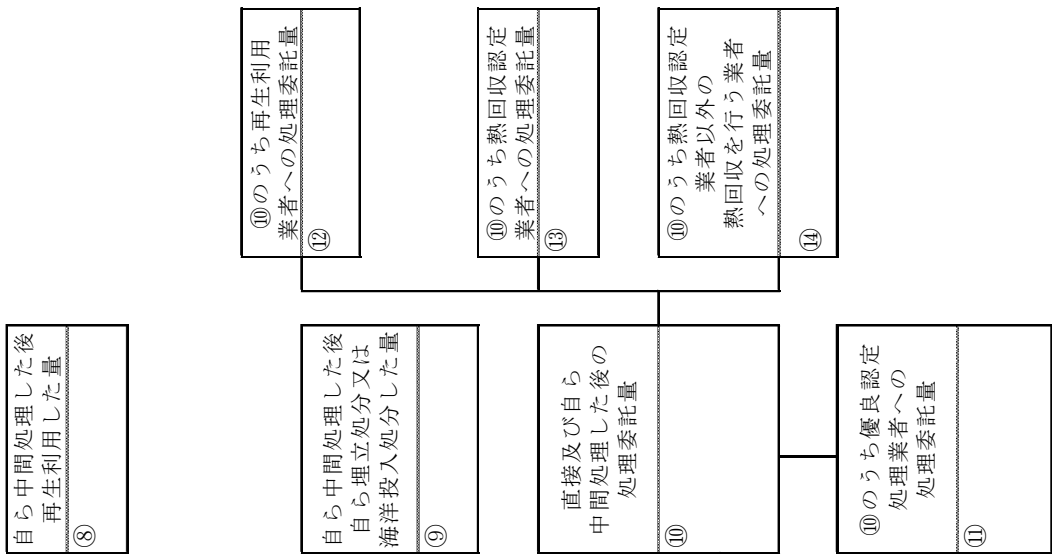 自ら中間処理した後
再生利用した量
⑧
自ら中間処理した後
自ら埋立処分又は
海洋投入処分した量
⑨
直接及び自ら
中間処理した後の
処理委託量
⑩
⑩のうち優良認定
処理業者への
処理委託量
⑪
⑩のうち再生利用
業者への処理委託量
⑫
⑩のうち熱回収認定
業者への処理委託量
⑬
⑩のうち熱回収認定
業者以外の
熱回収を行う業者
への処理委託量
⑭